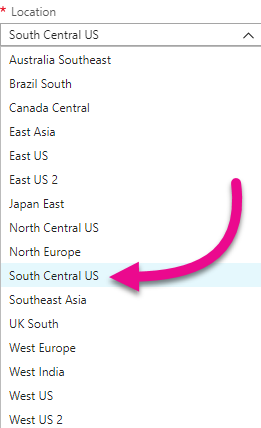 * Location
South Central US
Australia Southeast
Brazil South
Canada Central
East Asia
East US
East US 2
Japan East
North Central US
North Europe
South Central US
Southeast Asia
UK South
West Europe
West India
West US
West US 2